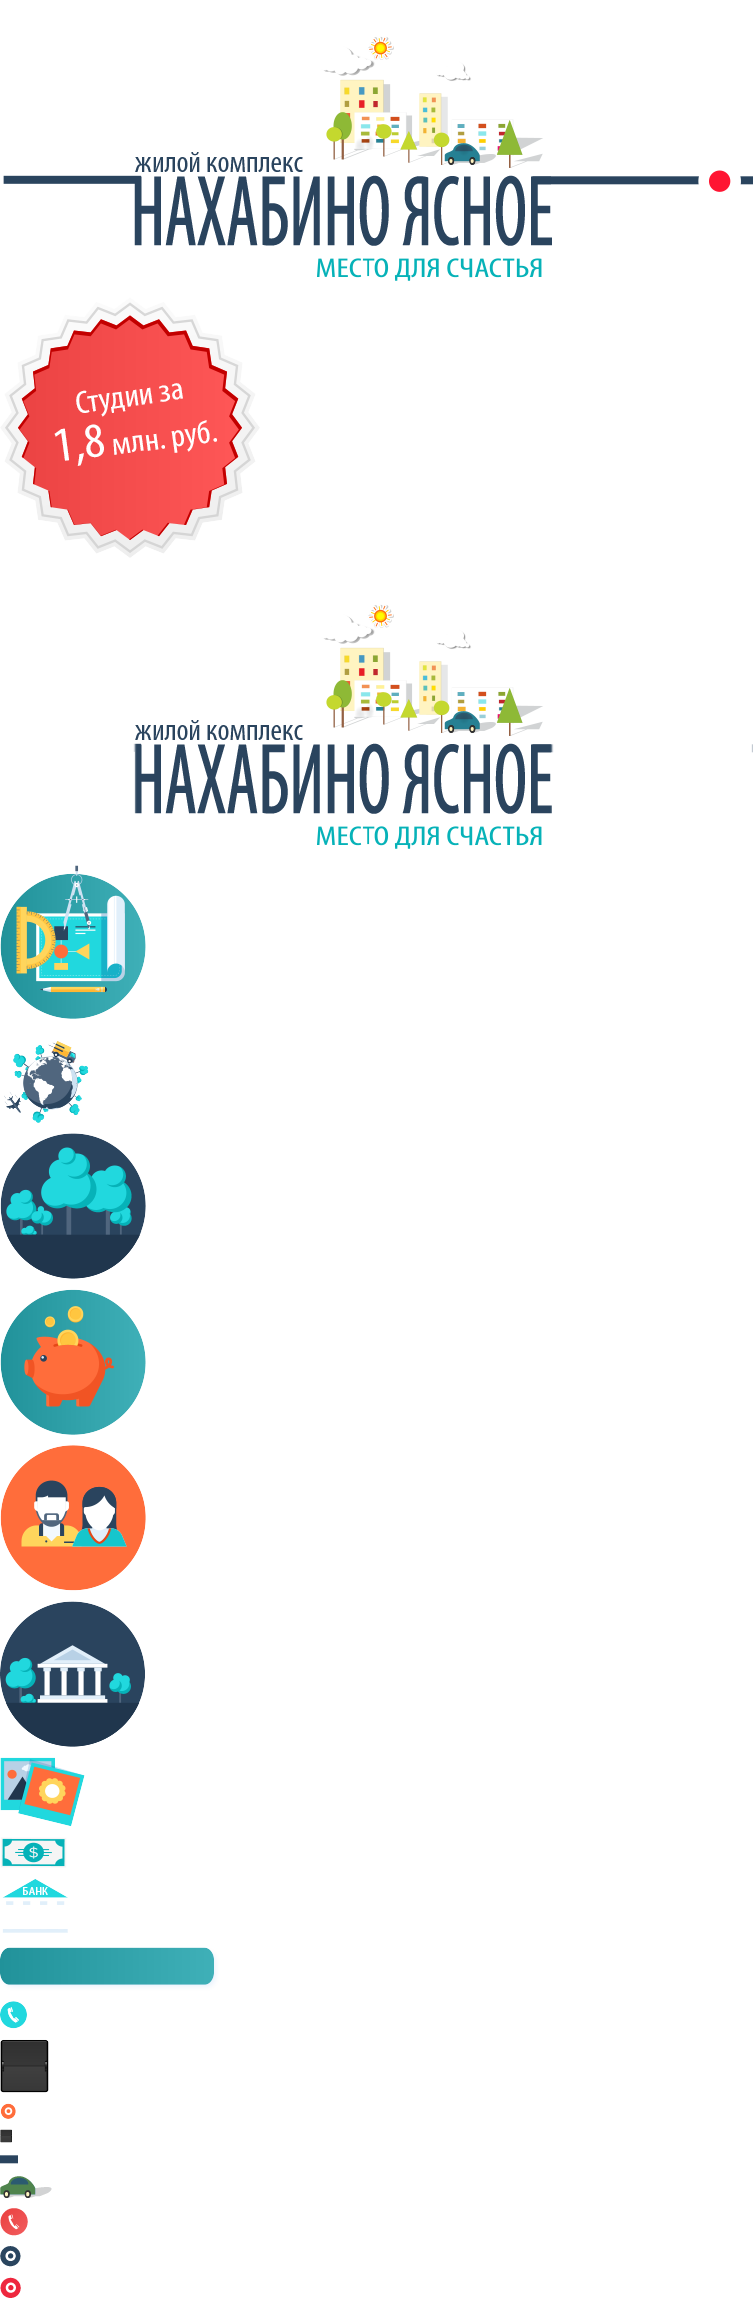 жилой комплекс
НАХАБИНО ЯСНОЕ
МЕСТО ДЛЯ СЧАСТЬЯ
Студии за
1,8 млн. руб.
жилой комплекс
НАХАБИНО ЯСНОЕ
МЕСТО ДЛЯ СЧАСТЬЯ
$
БАНК